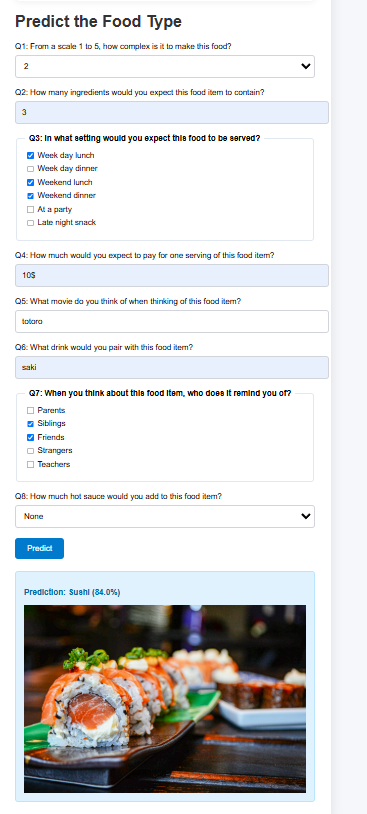 Predict the Food Type
Q1: From a scale 1 to 5, how complex is it to make this food?
2
Q2: How many ingredients would you expect this food item to contain?
3
Q3: In what setting would you expect this food to be served?
Week day lunch
Week day dinner
Weekend lunch
Weekend dinner
At a party
Late night snack
Q4: How much would you expect to pay for one serving of this food item?
10$
Q5: What movie do you think of when thinking of this food item?
totoro
Q6: What drink would you pair with this food item?
saki
Q7: When you think about this food item, who does it remind you of?
Parents
Siblings
Friends
Strangers
Teachers
Q8: How much hot sauce would you add to this food item?
None
Predict
Prediction: Sushi (84.0%)